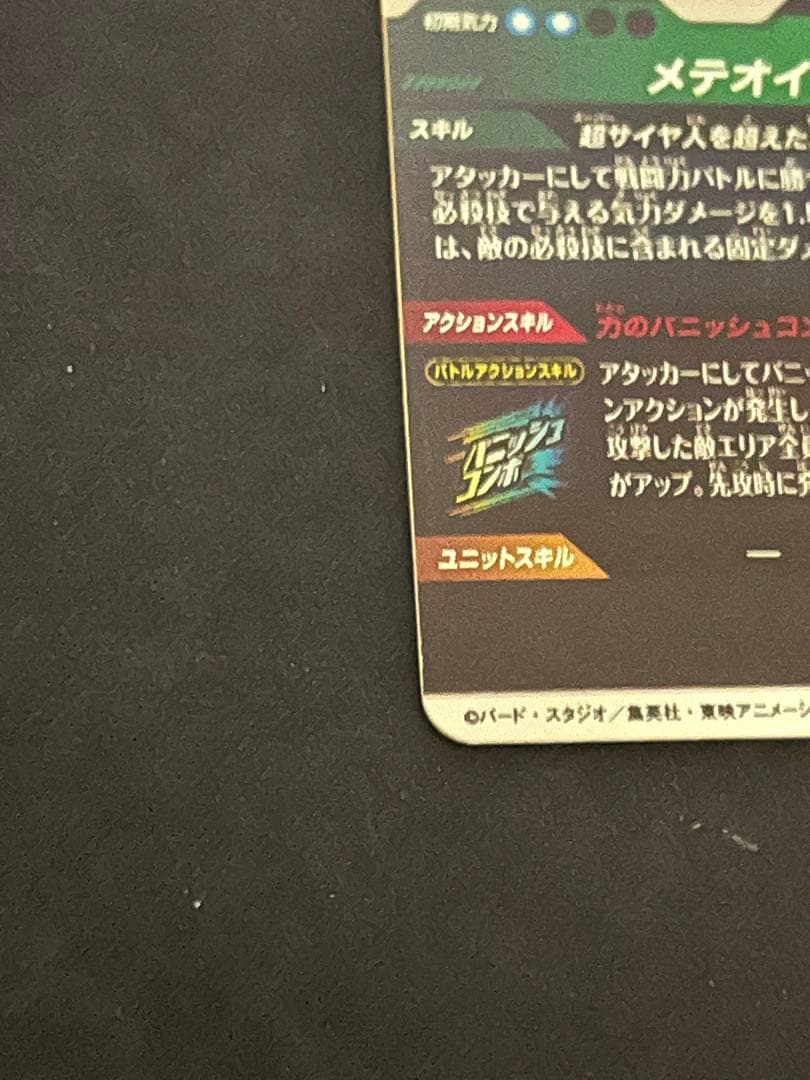 初期気力
メテオイ
スキル
超サイヤ人を超えた
アタッカーにして戦闘力バトルに勝
必殺技で与える気力ダメージを1,
は、敵の必殺技に含まれる固定ダメ
アクションスキル
力のバニッシュコン
バトルアクションスキル
アタッカーにしてバニッ
ンアクションが発生し
攻撃した敵エリア全員
がアップ。先攻時に発
バニッシュ
コンボ
ユニットスキル
ー
©バード・スタジオ／集英社・東映アニメーシ